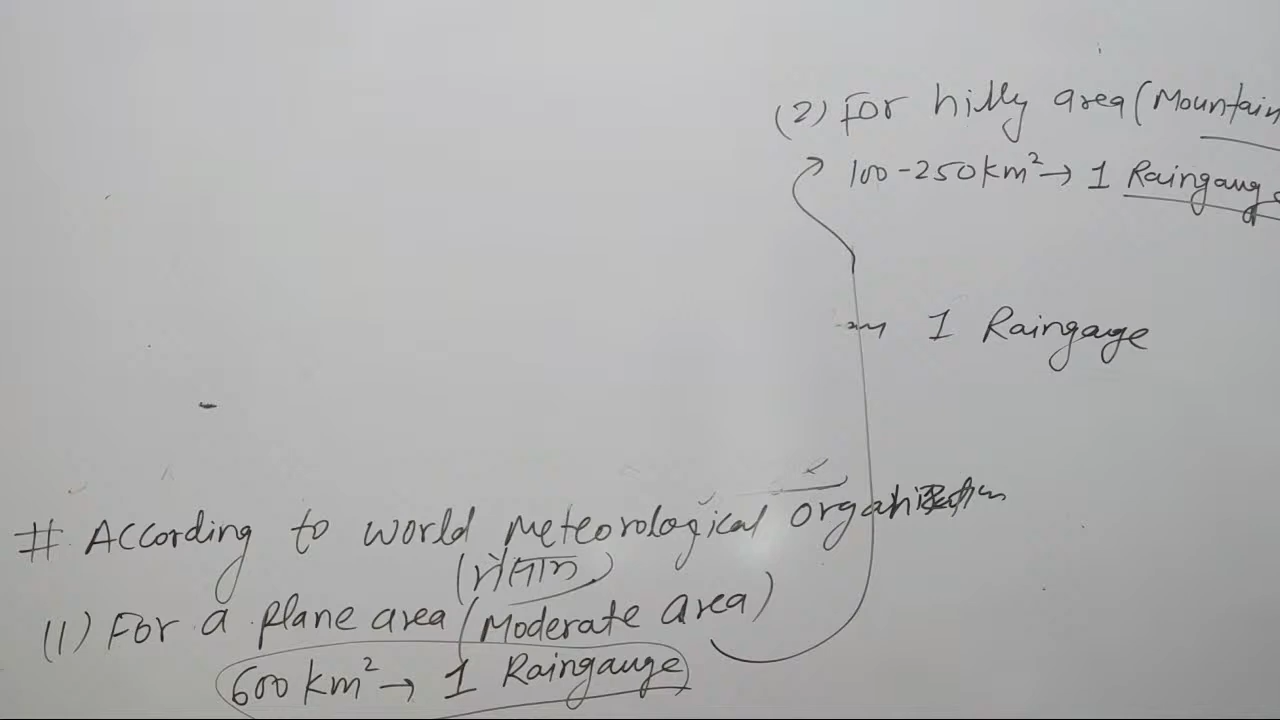 # According to world meteorological organization
(मैदान)
(1) For a plane area (Moderate area)
600 km² → 1 Raingauge
(2) For hilly area (Mountain
100-250 km² → 1 Raingauge
1 Raingauge